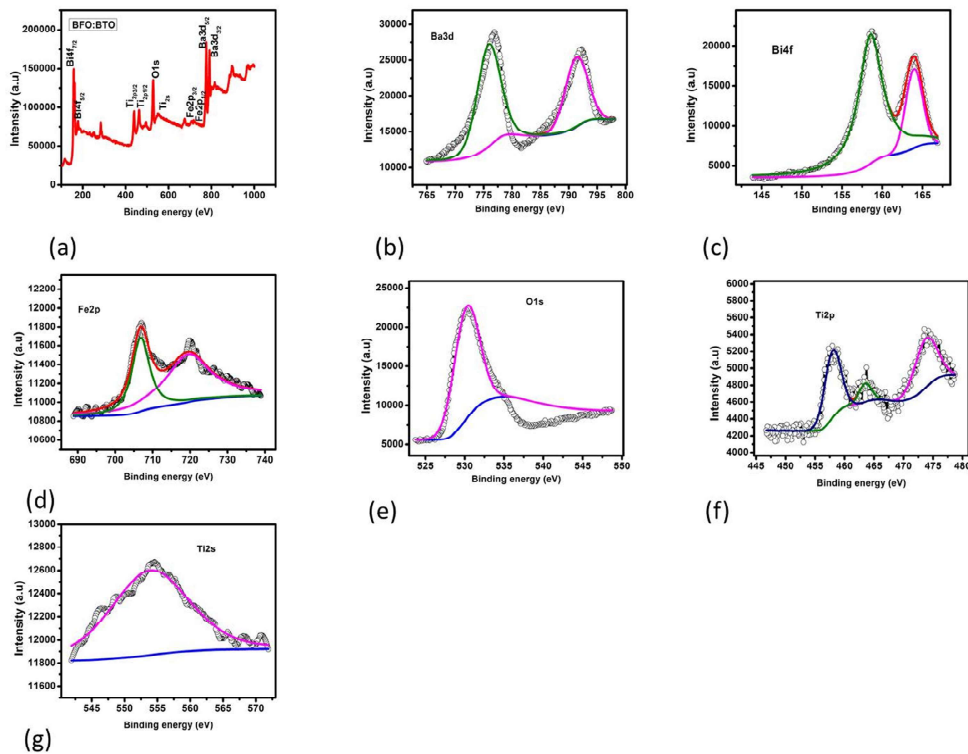 BFO:BTO
Bi4f7/2
Bi4f5/2
Ti2p3/2
Ti2p9/2
O1s
Ti2s
Fe2p3/2
Fe2p1/2
Ba3d5/2
Ba3d3/2
200000
150000
100000
50000
0
Intensity (a.u)
200 400 600 800 1000
Binding energy (eV)
(a)
Ba3d
30000
25000
20000
15000
10000
Intensity (a.u)
765 770 775 780 785 790 795 800
Binding energy (eV)
(b)
Bi4f
20000
15000
10000
5000
Intensity (a.u)
145 150 155 160 165
Binding energy (eV)
(c)
Fe2p
12200
12000
11800
11600
11400
11200
11000
10800
10600
Intensity (a.u)
690 700 710 720 730 740
Binding energy (eV)
(d)
O1s
25000
20000
15000
10000
5000
Intensity (a.u)
525 530 535 540 545 550
Binding energy (eV)
(e)
Ti2p
5800
5600
5400
5200
5000
4800
4600
4400
4200
4000
Intensity (a.u)
445 450 455 460 465 470 475 480
Binding energy (eV)
(f)
Ti2s
13000
12800
12600
12400
12200
12000
11800
11600
Intensity (a.u)
545 550 555 560 565 570
Binding energy (eV)
(g)